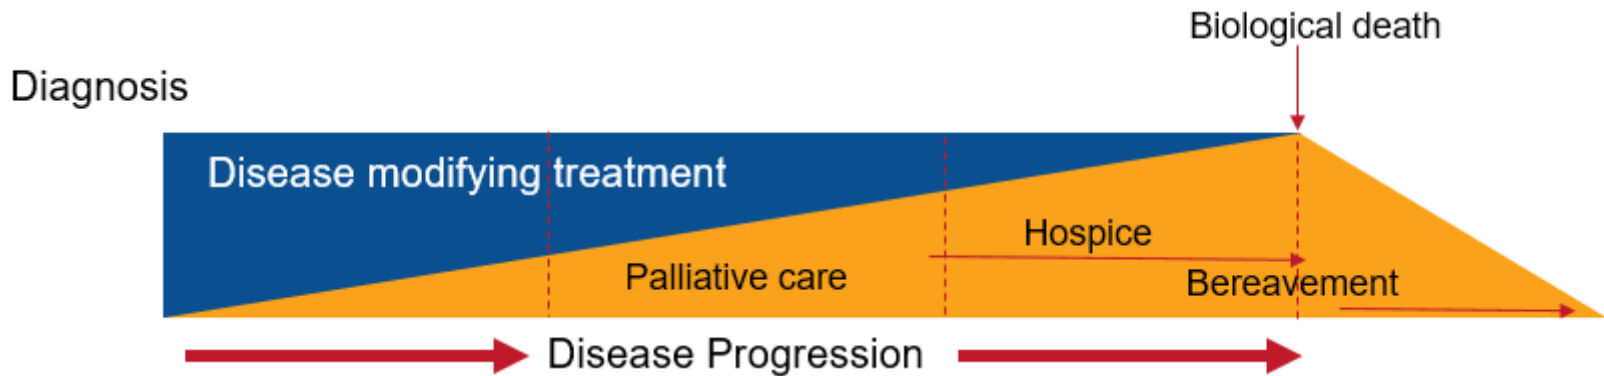 Biological death
Diagnosis
Disease modifying treatment
Hospice
Palliative care
Bereavement
Disease Progression